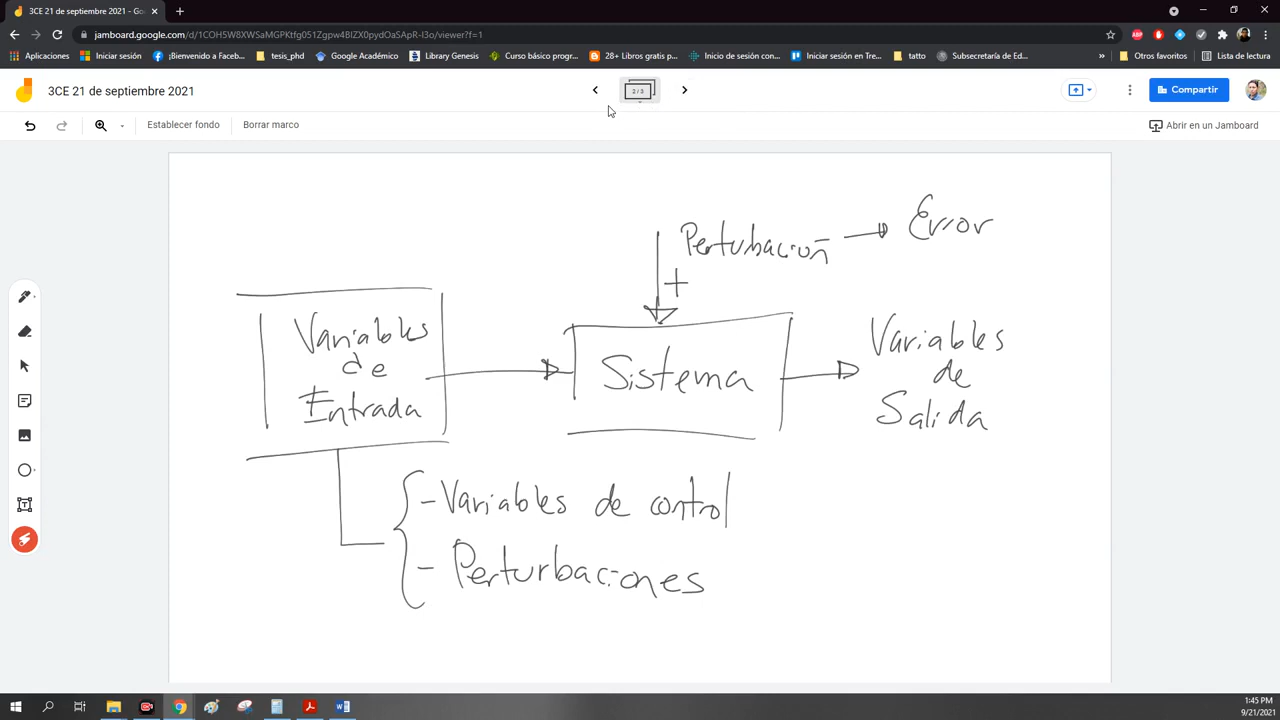 3CE 21 de septiembre 2021 - Go
jamboard.google.com/d/1COH5W8XWSaMGPKtfg051Zgpw4BIZX0pydOaSApR-I3o/viewer?f=1
Aplicaciones
Iniciar sesión
¡Bienvenido a Faceb...
tesis_phd
Google Académico
Library Genesis
Curso básico progr...
28+ Libros gratis p...
Inicio de sesión con...
Iniciar sesión en Tre...
tatto
Subsecretaría de Ed...
»
Otros favoritos
Lista de lectura
3CE 21 de septiembre 2021
2 / 3
Compartir
Establecer fondo
Borrar marco
Abrir en un Jamboard
Perturbación
Error
+
Variables
de
Entrada
Sistema
Variables
de
Salida
- Variables de control
- Perturbaciones
1:45 PM
9/21/2021